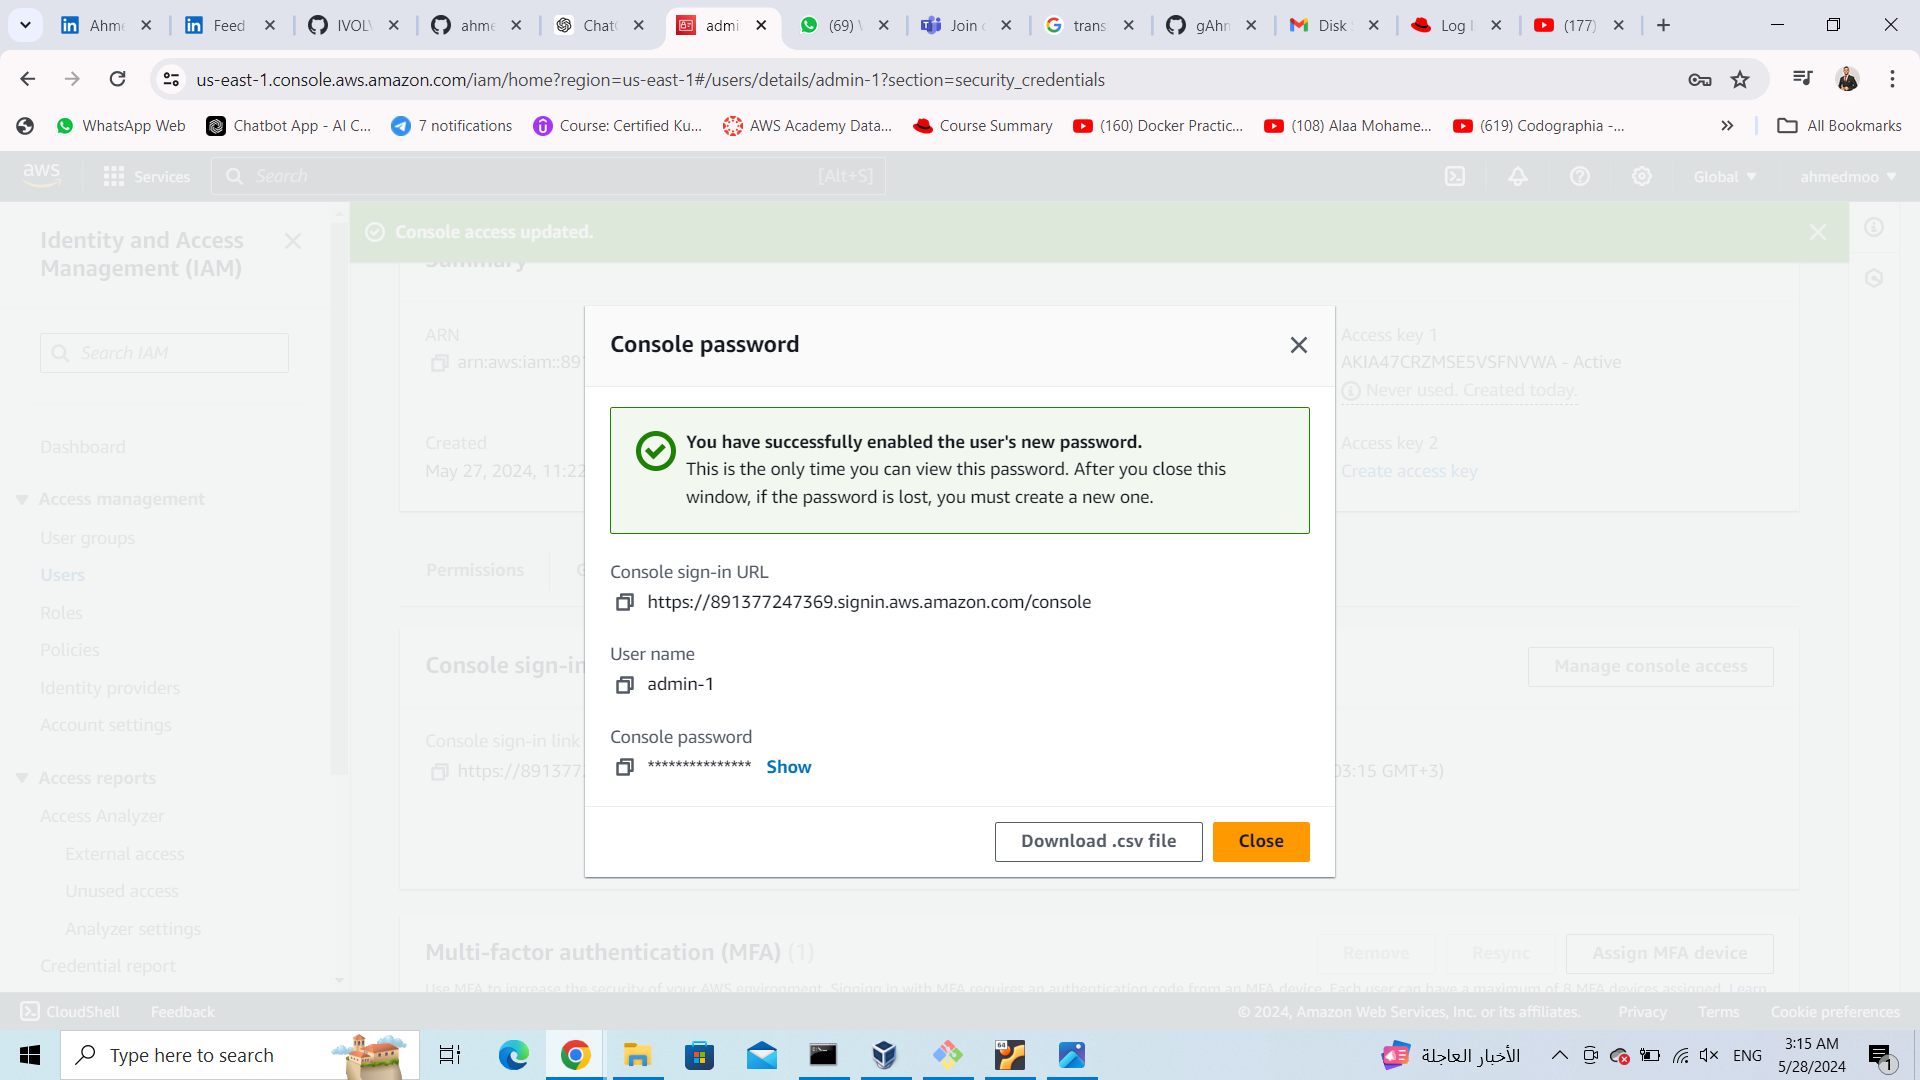 Ahme
Feed
IVOLV
ahme
Chat
admi
(69) W
Join c
trans
gAhn
Disk
Log I
(177)
us-east-1.console.aws.amazon.com/iam/home?region=us-east-1#/users/details/admin-1?section=security_credentials
WhatsApp Web
Chatbot App - AI C...
7 notifications
Course: Certified Ku...
AWS Academy Data...
Course Summary
(160) Docker Practic...
(108) Alaa Mohame...
(619) Codographia -...
All Bookmarks
aws
Services
Search
[Alt+S]
Global
ahmedmoo
Identity and Access
Management (IAM)
Console access updated.
Summary
Search IAM
ARN
arn:aws:iam::891
Access key 1
AKIA47CRZMSE5VSFNVWA - Active
Never used. Created today.
Created
May 27, 2024, 11:22
Access key 2
Create access key
Dashboard
Access management
User groups
Users
Roles
Policies
Identity providers
Account settings
Access reports
Access Analyzer
External access
Unused access
Analyzer settings
Credential report
Permissions
Console sign-in
Manage console access
Console sign-in link
https://891377
03:15 GMT+3)
Console password
You have successfully enabled the user's new password.
This is the only time you can view this password. After you close this
window, if the password is lost, you must create a new one.
Console sign-in URL
https://891377247369.signin.aws.amazon.com/console
User name
admin-1
Console password
*************** Show
Download .csv file
Close
Multi-factor authentication (MFA) (1)
Remove
Resync
Assign MFA device
Use MFA to increase the security of your AWS environment. Signing in with MFA requires an authentication code from an MFA device. Each user can have a maximum of 8 MFA devices assigned. Learn
CloudShell
Feedback
© 2024, Amazon Web Services, Inc. or its affiliates.
Privacy
Terms
Cookie preferences
Type here to search
64
الأخبار العاجلة
ENG
3:15 AM
5/28/2024
1